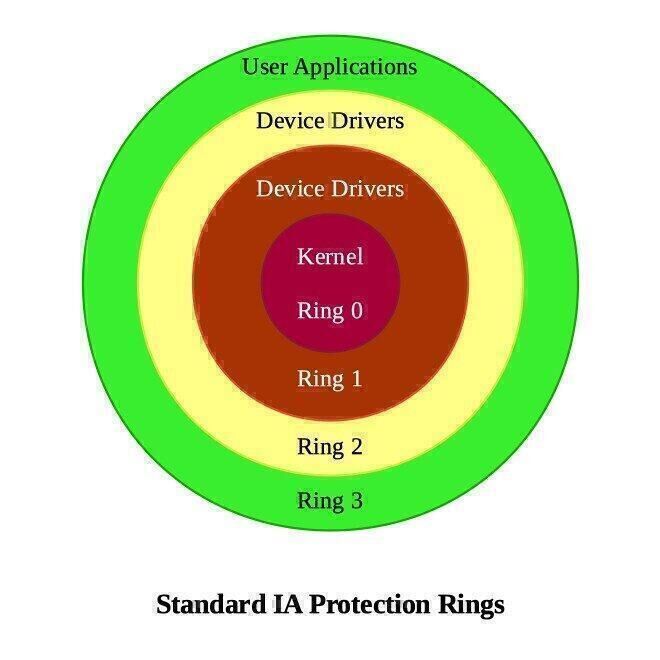 User Applications
Device Drivers
Device Drivers
Kernel
Ring 0
Ring 1
Ring 2
Ring 3
Standard IA Protection Rings